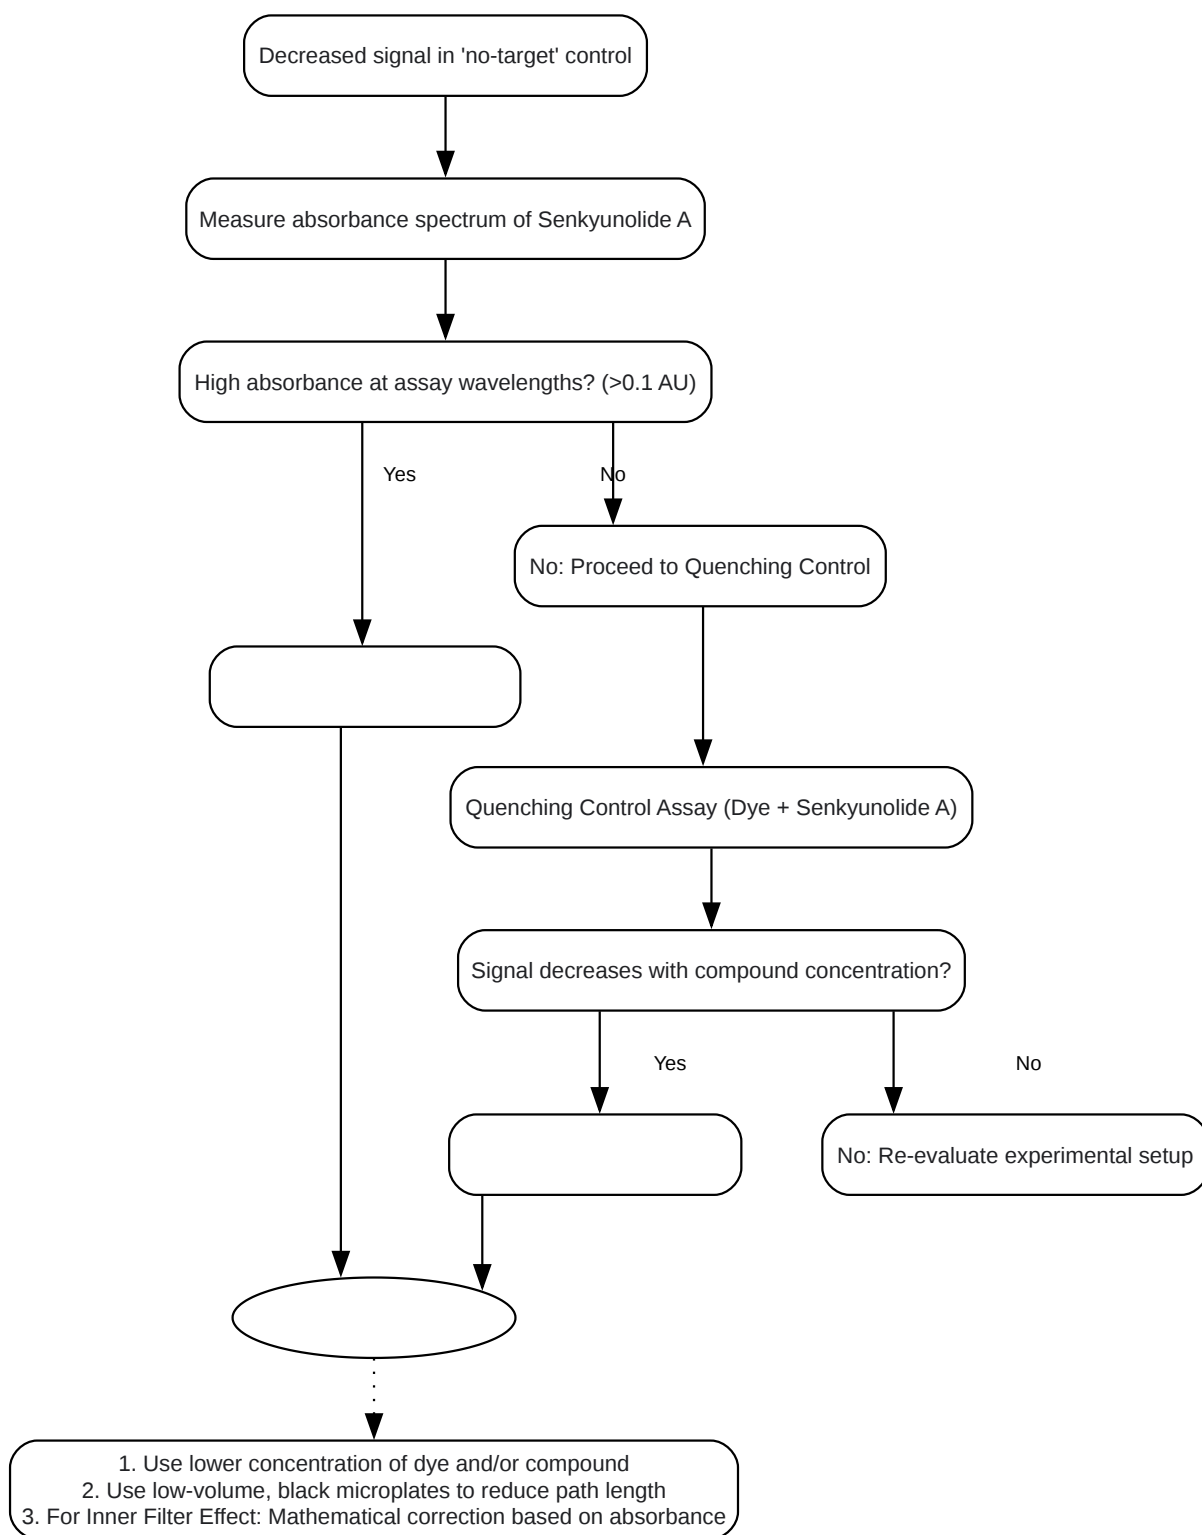 Decreased signal in 'no-target' control
Measure absorbance spectrum of Senkyunolide A
High absorbance at assay wavelengths? (>0.1 AU)
Yes
No
No: Proceed to Quenching Control
Quenching Control Assay (Dye + Senkyunolide A)
Signal decreases with compound concentration?
Yes
No
No: Re-evaluate experimental setup
1. Use lower concentration of dye and/or compound
2. Use low-volume, black microplates to reduce path length
3. For Inner Filter Effect: Mathematical correction based on absorbance